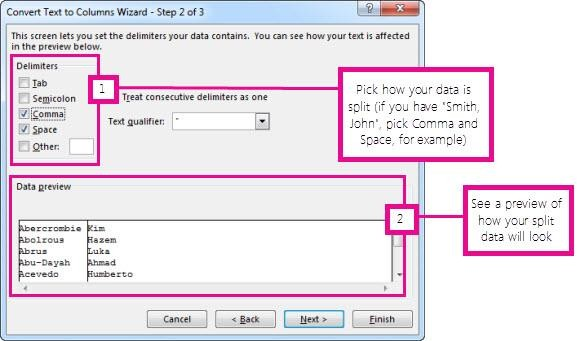 Convert Text to Columns Wizard - Step 2 of 3
?
This screen lets you set the delimiters your data contains.  You can see how your text is affected
in the preview below.
Delimiters
Tab
Semicolon
Comma
Space
Other:
1
Treat consecutive delimiters as one
Text qualifier:
"
Pick how your data is
split (if you have "Smith,
John", pick Comma and
Space, for example)
Data preview
Abercrombie Kim
Abolrous Hazem
Abrus Luka
Abu-Dayah Ahmad
Acevedo Humberto
2
See a preview of
how your split
data will look
Cancel
< Back
Next >
Finish